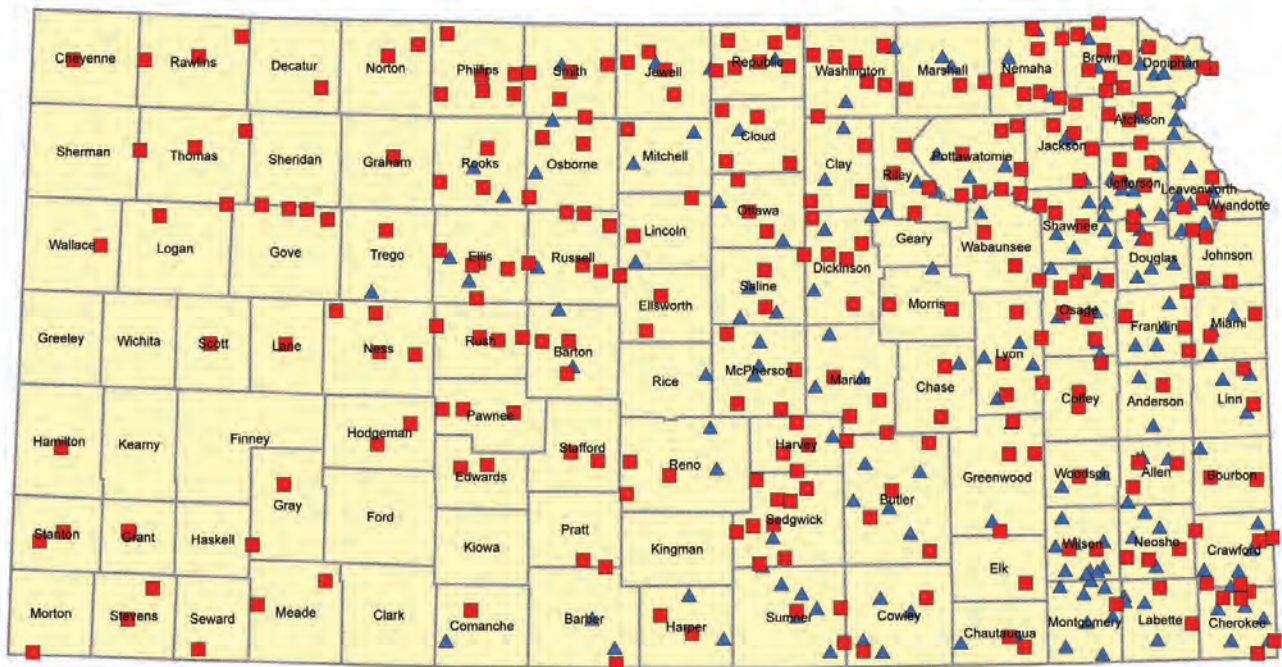 Cheyenne
Rawlins
Decatur
Norton
Phillips
Smith
Jewell
Republic
Washington
Marshall
Nemaha
Brown
Doniphan
Sherman
Thomas
Sheridan
Graham
Rooks
Osborne
Mitchell
Cloud
Clay
Riley
Pottawatomie
Jackson
Atchison
Jefferson
Leavenworth
Wyandotte
Wallace
Logan
Gove
Trego
Ellis
Russell
Lincoln
Ottawa
Dickinson
Geary
Wabaunsee
Shawnee
Douglas
Johnson
Greeley
Wichita
Scott
Lane
Ness
Rush
Barton
Ellsworth
Saline
Morris
Osage
Franklin
Miami
Rice
McPherson
Marion
Chase
Lyon
Coffey
Anderson
Linn
Hamilton
Kearny
Finney
Hodgeman
Pawnee
Stafford
Reno
Harvey
Edwards
Gray
Ford
Butler
Greenwood
Woodson
Allen
Bourbon
Stanton
Grant
Haskell
Kiowa
Pratt
Kingman
Sedgwick
Elk
Wilson
Neosho
Crawford
Morton
Stevens
Seward
Meade
Clark
Comanche
Barber
Harper
Sumner
Cowley
Chautauqua
Montgomery
Labette
Cherokee